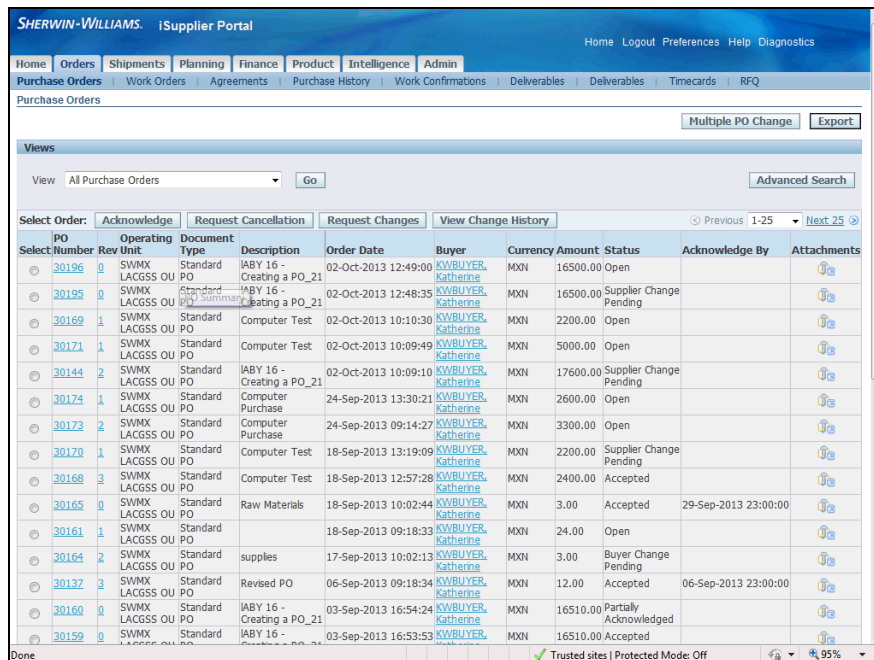 SHERWIN-WILLIAMS. iSupplier Portal
Home Logout Preferences Help Diagnostics
Home Orders Shipments Planning Finance Product Intelligence Admin
Purchase Orders | Work Orders | Agreements | Purchase History | Work Confirmations | Deliverables | Deliverables | Timecards | RFQ
Purchase Orders
Multiple PO Change Export
Views
View All Purchase Orders Go Advanced Search
Select Order: Acknowledge Request Cancellation Request Changes View Change History Previous 1-25 Next 25
PO Operating Document
Select Number Rev Unit Type Description Order Date Buyer Currency Amount Status Acknowledge By Attachments
30196 0 SWMX LACGSS OU Standard PO IABY 16 - Creating a PO_21 02-Oct-2013 12:49:00 KWBUYER, Katherine MXN 16500.00 Open
30195 0 SWMX LACGSS OU Standard PO IABY 16 - Creating a PO_21 02-Oct-2013 12:48:35 KWBUYER, Katherine MXN 16500.00 Supplier Change Pending
PO Summary
30169 1 SWMX LACGSS OU Standard PO Computer Test 02-Oct-2013 10:10:30 KWBUYER, Katherine MXN 2200.00 Open
30171 1 SWMX LACGSS OU Standard PO Computer Test 02-Oct-2013 10:09:49 KWBUYER, Katherine MXN 5000.00 Open
30144 2 SWMX LACGSS OU Standard PO IABY 16 - Creating a PO_21 02-Oct-2013 10:09:10 KWBUYER, Katherine MXN 17600.00 Supplier Change Pending
30174 1 SWMX LACGSS OU Standard PO Computer Purchase 24-Sep-2013 13:30:21 KWBUYER, Katherine MXN 2600.00 Open
30173 2 SWMX LACGSS OU Standard PO Computer Purchase 24-Sep-2013 09:14:27 KWBUYER, Katherine MXN 3300.00 Open
30170 1 SWMX LACGSS OU Standard PO Computer Test 18-Sep-2013 13:19:09 KWBUYER, Katherine MXN 2200.00 Supplier Change Pending
30168 3 SWMX LACGSS OU Standard PO Computer Test 18-Sep-2013 12:57:28 KWBUYER, Katherine MXN 2400.00 Accepted
30165 0 SWMX LACGSS OU Standard PO Raw Materials 18-Sep-2013 10:02:44 KWBUYER, Katherine MXN 3.00 Accepted 29-Sep-2013 23:00:00
30161 1 SWMX LACGSS OU Standard PO 18-Sep-2013 09:18:33 KWBUYER, Katherine MXN 24.00 Open
30164 2 SWMX LACGSS OU Standard PO supplies 17-Sep-2013 10:02:13 KWBUYER, Katherine MXN 3.00 Buyer Change Pending
30137 3 SWMX LACGSS OU Standard PO Revised PO 06-Sep-2013 09:18:34 KWBUYER, Katherine MXN 12.00 Accepted 06-Sep-2013 23:00:00
30160 0 SWMX LACGSS OU Standard PO IABY 16 - Creating a PO_21 03-Sep-2013 16:54:24 KWBUYER, Katherine MXN 16510.00 Partially Acknowledged
30159 0 SWMX Standard IABY 16 - 03-Sep-2013 16:53:53 KWBUYER, MXN 16510.00 Accepted
Done Trusted sites | Protected Mode: Off 95%